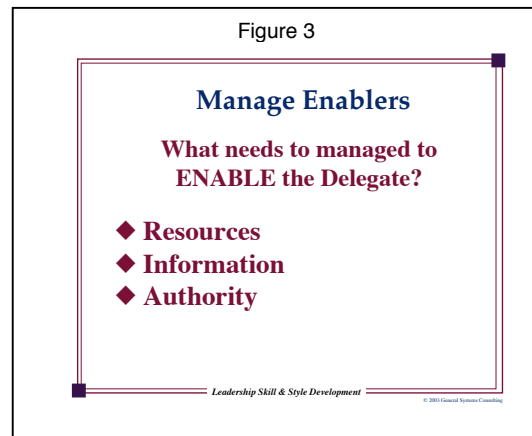 Figure 3
Manage Enablers
What needs to managed to
ENABLE the Delegate?
◆ Resources
◆ Information
◆ Authority
Leadership Skill & Style Development
© 2003 General Systems Consulting